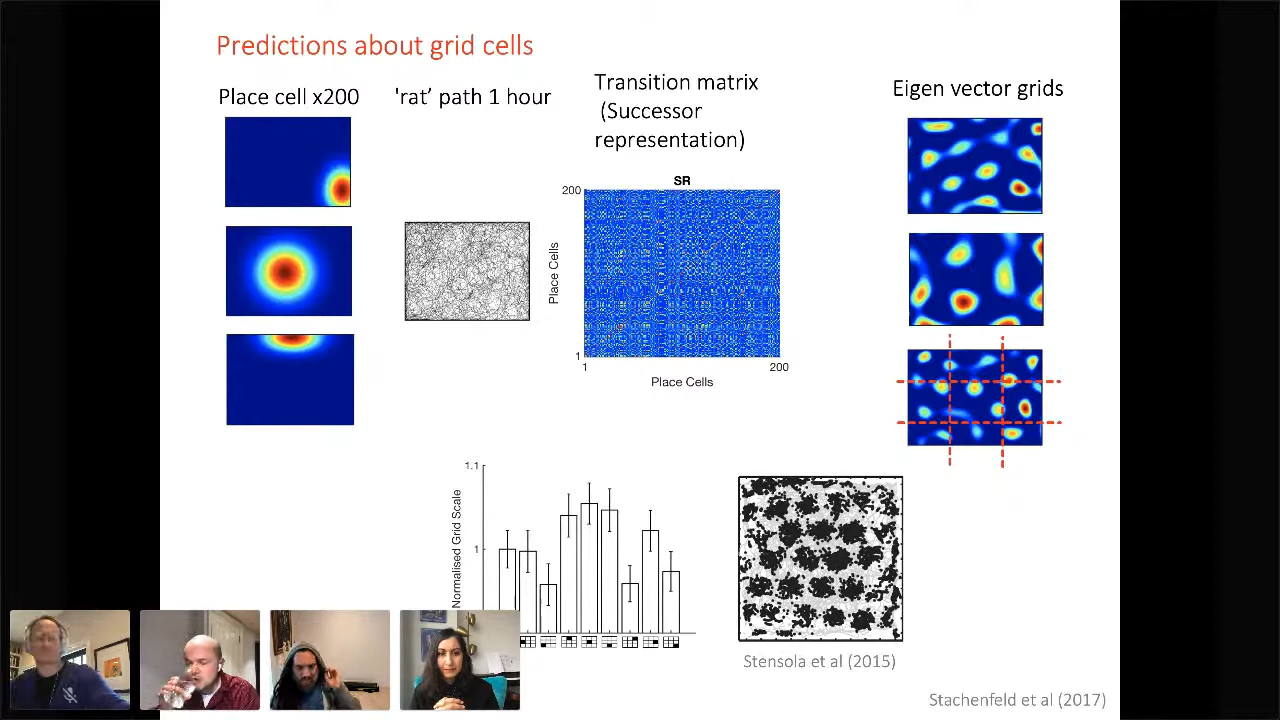 Predictions about grid cells
Place cell x200
'rat’ path 1 hour
Transition matrix
(Successor
representation)
Eigen vector grids
SR
200
Place Cells
1
1
200
Place Cells
1.1
1
Normalised Grid Scale
Stensola et al (2015)
Stachenfeld et al (2017)